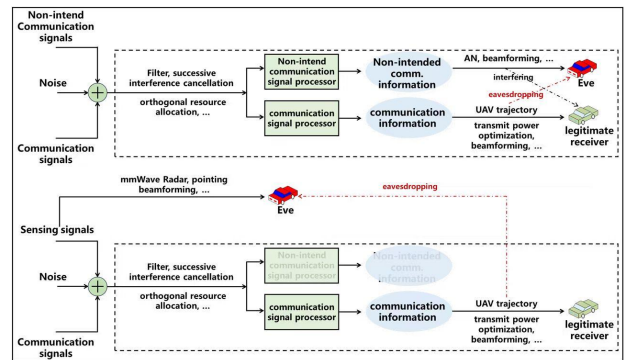 Non-intend
Communication
signals
Noise
Communication
signals
Filter, successive
interference cancellation
orthogonal resource
allocation, ...
Non-intend
communication
signal processor
communication
signal processor
Non-intended
comm.
information
communication
information
AN, beamforming, ...
interfering
Eve
eavesdropping
UAV trajectory
transmit power
optimization,
beamforming, ...
legitimate
receiver
mmWave Radar, pointing
beamforming, ...
Eve
eavesdropping
Sensing signals
Noise
Communication
signals
Filter, successive
interference cancellation
orthogonal resource
allocation, ...
Non-intend
communication
signal processor
communication
signal processor
Non-intended
comm.
information
communication
information
UAV trajectory
transmit power
optimization,
beamforming, ...
legitimate
receiver